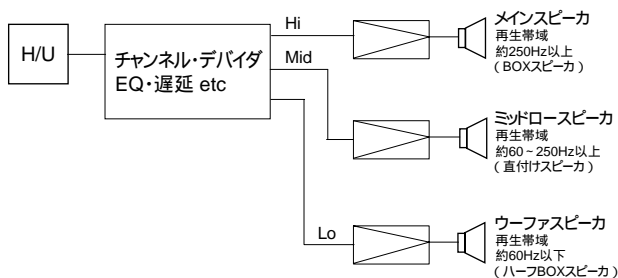 H/U
チャンネル・デバイダ
EQ・遅延 etc
Hi
Mid
Lo
メインスピーカ
再生帯域
約250Hz以上
(BOXスピーカ)
ミッドロースピーカ
再生帯域
約60~250Hz以上
(直付けスピーカ)
ウーファスピーカ
再生帯域
約60Hz以下
(ハーフBOXスピーカ)